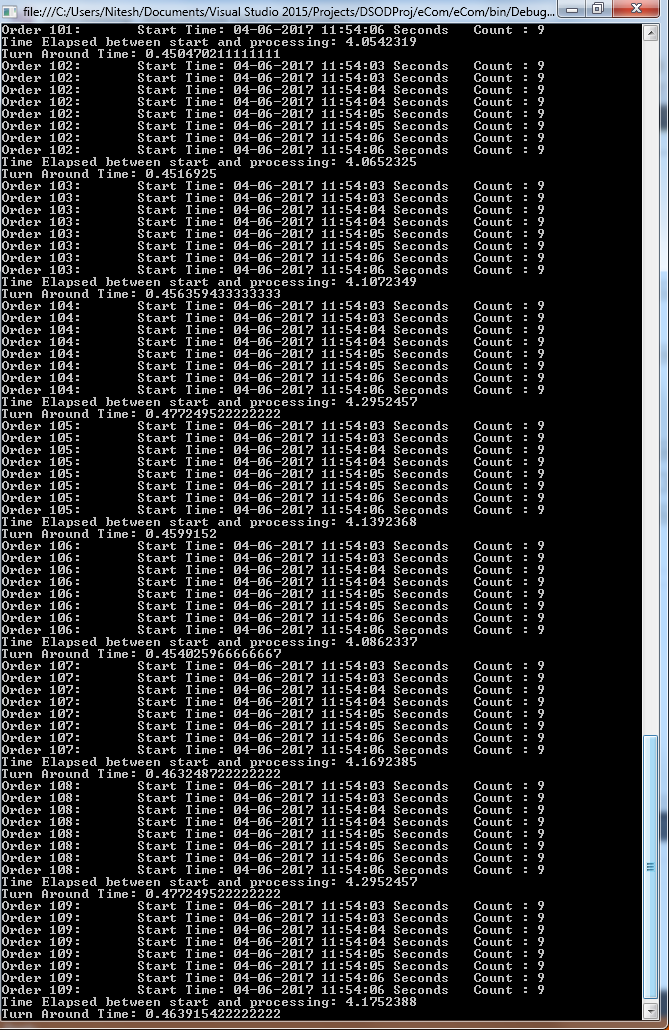 file:///C:/Users/Nitesh/Documents/Visual Studio 2015/Projects/DSODProj/eCom/eCom/bin/Debug...
Order 101: Start Time: 04-06-2017 11:54:06 Seconds Count : 9
Time Elapsed between start and processing: 4.0542319
Turn Around Time: 0.450470211111111
Order 102: Start Time: 04-06-2017 11:54:03 Seconds Count : 9
Order 102: Start Time: 04-06-2017 11:54:03 Seconds Count : 9
Order 102: Start Time: 04-06-2017 11:54:04 Seconds Count : 9
Order 102: Start Time: 04-06-2017 11:54:04 Seconds Count : 9
Order 102: Start Time: 04-06-2017 11:54:05 Seconds Count : 9
Order 102: Start Time: 04-06-2017 11:54:05 Seconds Count : 9
Order 102: Start Time: 04-06-2017 11:54:06 Seconds Count : 9
Order 102: Start Time: 04-06-2017 11:54:06 Seconds Count : 9
Time Elapsed between start and processing: 4.0652325
Turn Around Time: 0.4516925
Order 103: Start Time: 04-06-2017 11:54:03 Seconds Count : 9
Order 103: Start Time: 04-06-2017 11:54:03 Seconds Count : 9
Order 103: Start Time: 04-06-2017 11:54:04 Seconds Count : 9
Order 103: Start Time: 04-06-2017 11:54:04 Seconds Count : 9
Order 103: Start Time: 04-06-2017 11:54:05 Seconds Count : 9
Order 103: Start Time: 04-06-2017 11:54:05 Seconds Count : 9
Order 103: Start Time: 04-06-2017 11:54:06 Seconds Count : 9
Order 103: Start Time: 04-06-2017 11:54:06 Seconds Count : 9
Time Elapsed between start and processing: 4.1072349
Turn Around Time: 0.456359433333333
Order 104: Start Time: 04-06-2017 11:54:03 Seconds Count : 9
Order 104: Start Time: 04-06-2017 11:54:03 Seconds Count : 9
Order 104: Start Time: 04-06-2017 11:54:04 Seconds Count : 9
Order 104: Start Time: 04-06-2017 11:54:04 Seconds Count : 9
Order 104: Start Time: 04-06-2017 11:54:05 Seconds Count : 9
Order 104: Start Time: 04-06-2017 11:54:05 Seconds Count : 9
Order 104: Start Time: 04-06-2017 11:54:06 Seconds Count : 9
Order 104: Start Time: 04-06-2017 11:54:06 Seconds Count : 9
Time Elapsed between start and processing: 4.2952457
Turn Around Time: 0.477249522222222
Order 105: Start Time: 04-06-2017 11:54:03 Seconds Count : 9
Order 105: Start Time: 04-06-2017 11:54:03 Seconds Count : 9
Order 105: Start Time: 04-06-2017 11:54:04 Seconds Count : 9
Order 105: Start Time: 04-06-2017 11:54:04 Seconds Count : 9
Order 105: Start Time: 04-06-2017 11:54:05 Seconds Count : 9
Order 105: Start Time: 04-06-2017 11:54:05 Seconds Count : 9
Order 105: Start Time: 04-06-2017 11:54:06 Seconds Count : 9
Order 105: Start Time: 04-06-2017 11:54:06 Seconds Count : 9
Time Elapsed between start and processing: 4.1392368
Turn Around Time: 0.4599152
Order 106: Start Time: 04-06-2017 11:54:03 Seconds Count : 9
Order 106: Start Time: 04-06-2017 11:54:03 Seconds Count : 9
Order 106: Start Time: 04-06-2017 11:54:04 Seconds Count : 9
Order 106: Start Time: 04-06-2017 11:54:04 Seconds Count : 9
Order 106: Start Time: 04-06-2017 11:54:05 Seconds Count : 9
Order 106: Start Time: 04-06-2017 11:54:05 Seconds Count : 9
Order 106: Start Time: 04-06-2017 11:54:06 Seconds Count : 9
Order 106: Start Time: 04-06-2017 11:54:06 Seconds Count : 9
Time Elapsed between start and processing: 4.0862337
Turn Around Time: 0.454025966666667
Order 107: Start Time: 04-06-2017 11:54:03 Seconds Count : 9
Order 107: Start Time: 04-06-2017 11:54:03 Seconds Count : 9
Order 107: Start Time: 04-06-2017 11:54:04 Seconds Count : 9
Order 107: Start Time: 04-06-2017 11:54:04 Seconds Count : 9
Order 107: Start Time: 04-06-2017 11:54:05 Seconds Count : 9
Order 107: Start Time: 04-06-2017 11:54:05 Seconds Count : 9
Order 107: Start Time: 04-06-2017 11:54:06 Seconds Count : 9
Order 107: Start Time: 04-06-2017 11:54:06 Seconds Count : 9
Time Elapsed between start and processing: 4.1692385
Turn Around Time: 0.463248722222222
Order 108: Start Time: 04-06-2017 11:54:03 Seconds Count : 9
Order 108: Start Time: 04-06-2017 11:54:03 Seconds Count : 9
Order 108: Start Time: 04-06-2017 11:54:04 Seconds Count : 9
Order 108: Start Time: 04-06-2017 11:54:04 Seconds Count : 9
Order 108: Start Time: 04-06-2017 11:54:05 Seconds Count : 9
Order 108: Start Time: 04-06-2017 11:54:05 Seconds Count : 9
Order 108: Start Time: 04-06-2017 11:54:06 Seconds Count : 9
Order 108: Start Time: 04-06-2017 11:54:06 Seconds Count : 9
Time Elapsed between start and processing: 4.2952457
Turn Around Time: 0.477249522222222
Order 109: Start Time: 04-06-2017 11:54:03 Seconds Count : 9
Order 109: Start Time: 04-06-2017 11:54:03 Seconds Count : 9
Order 109: Start Time: 04-06-2017 11:54:04 Seconds Count : 9
Order 109: Start Time: 04-06-2017 11:54:04 Seconds Count : 9
Order 109: Start Time: 04-06-2017 11:54:05 Seconds Count : 9
Order 109: Start Time: 04-06-2017 11:54:05 Seconds Count : 9
Order 109: Start Time: 04-06-2017 11:54:06 Seconds Count : 9
Order 109: Start Time: 04-06-2017 11:54:06 Seconds Count : 9
Time Elapsed between start and processing: 4.1752388
Turn Around Time: 0.463915422222222